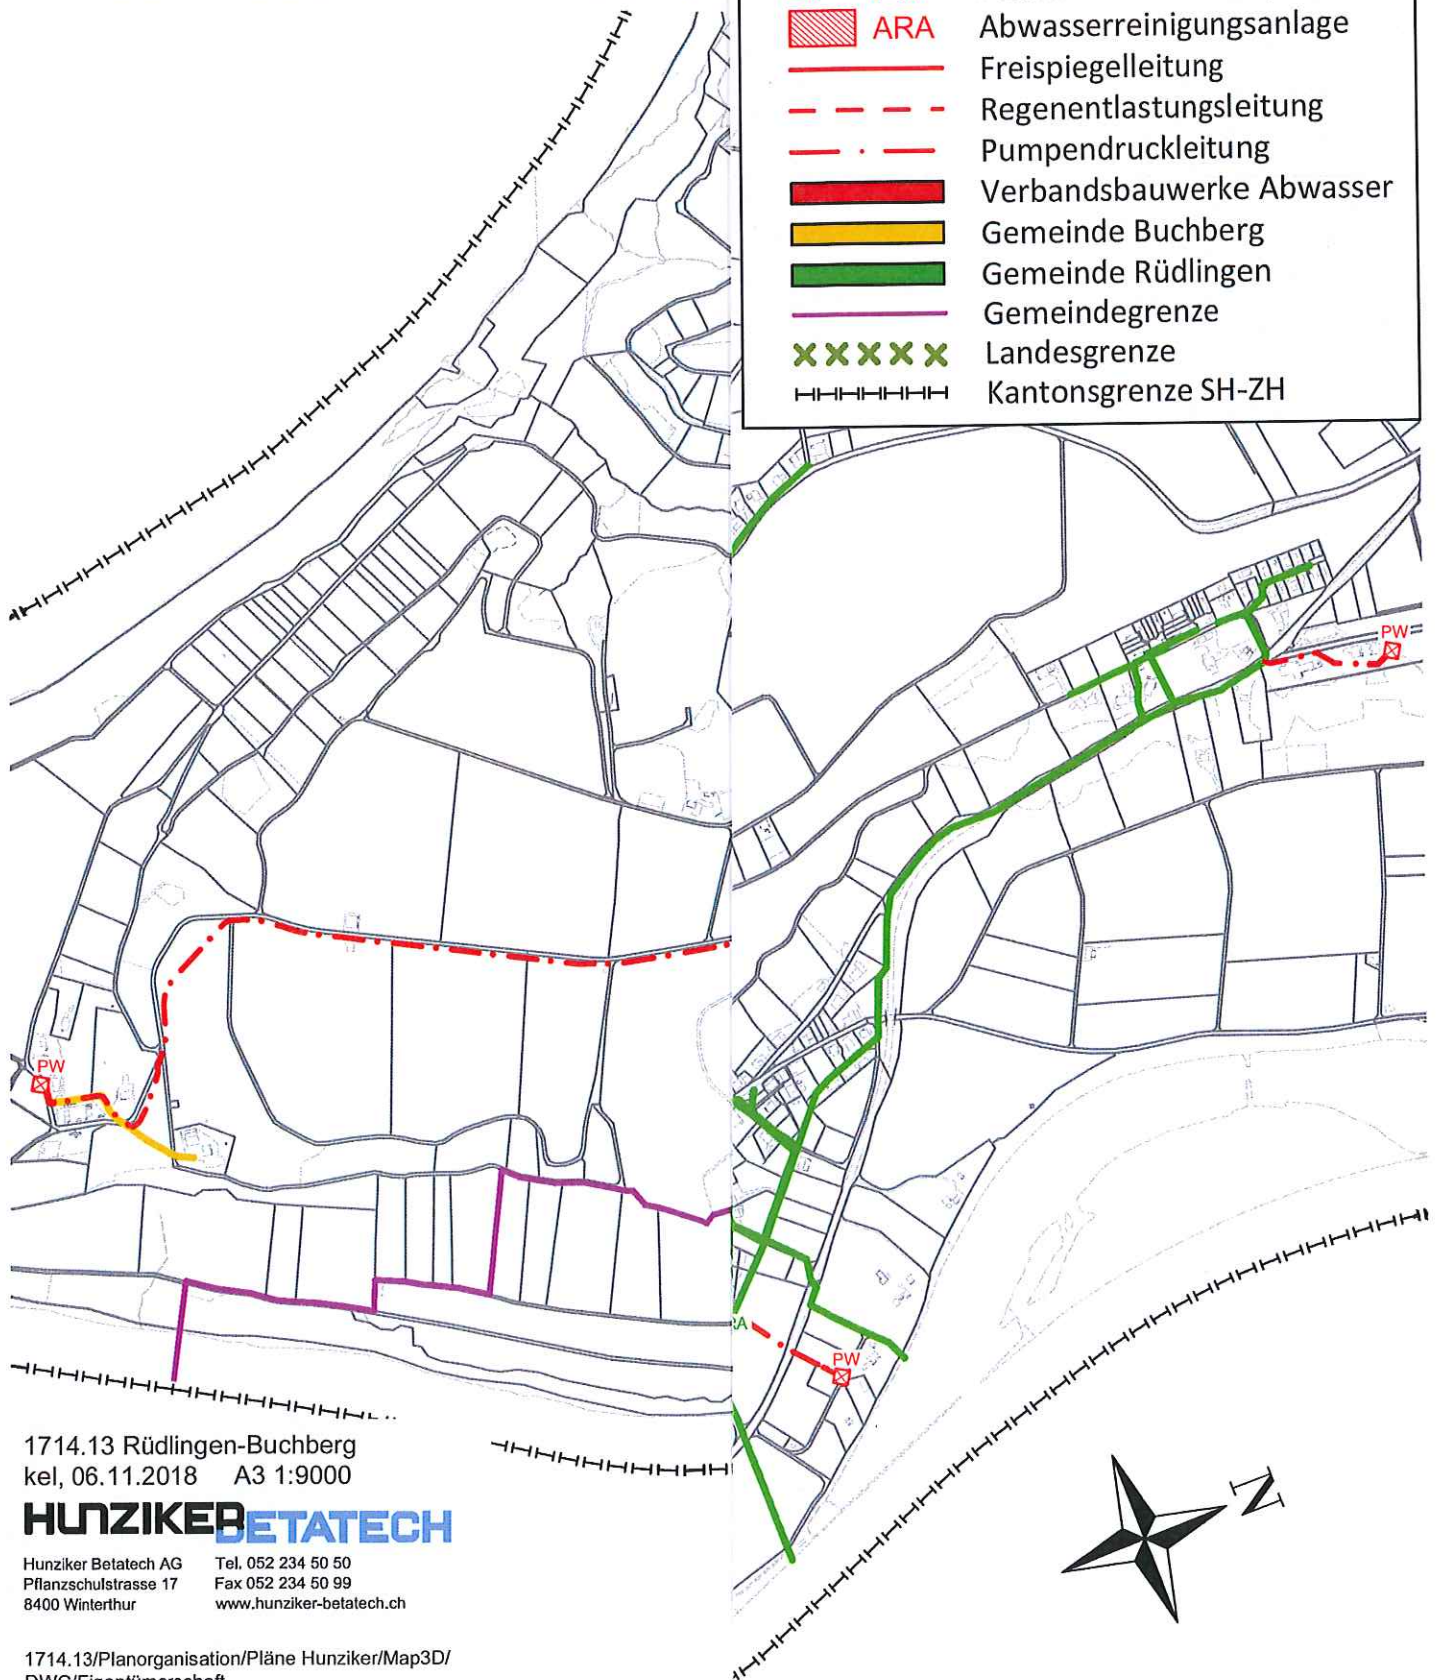 ARA Abwasserreinigungsanlage
Freispiegelleitung
Regenentlastungsleitung
Pumpendruckleitung
Verbandsbauwerke Abwasser
Gemeinde Buchberg
Gemeinde Rüdlingen
Gemeindegrenze
Landesgrenze
Kantonsgrenze SH-ZH
PW
PW
RA
PW
N
1714.13 Rüdlingen-Buchberg
kel, 06.11.2018 A3 1:9000
HUNZIKER BETATECH
Hunziker Betatech AG Tel. 052 234 50 50
Pflanzschulstrasse 17 Fax 052 234 50 99
8400 Winterthur www.hunziker-betatech.ch
1714.13/Planorganisation/Pläne Hunziker/Map3D/
DWG/Eigentümerschaft